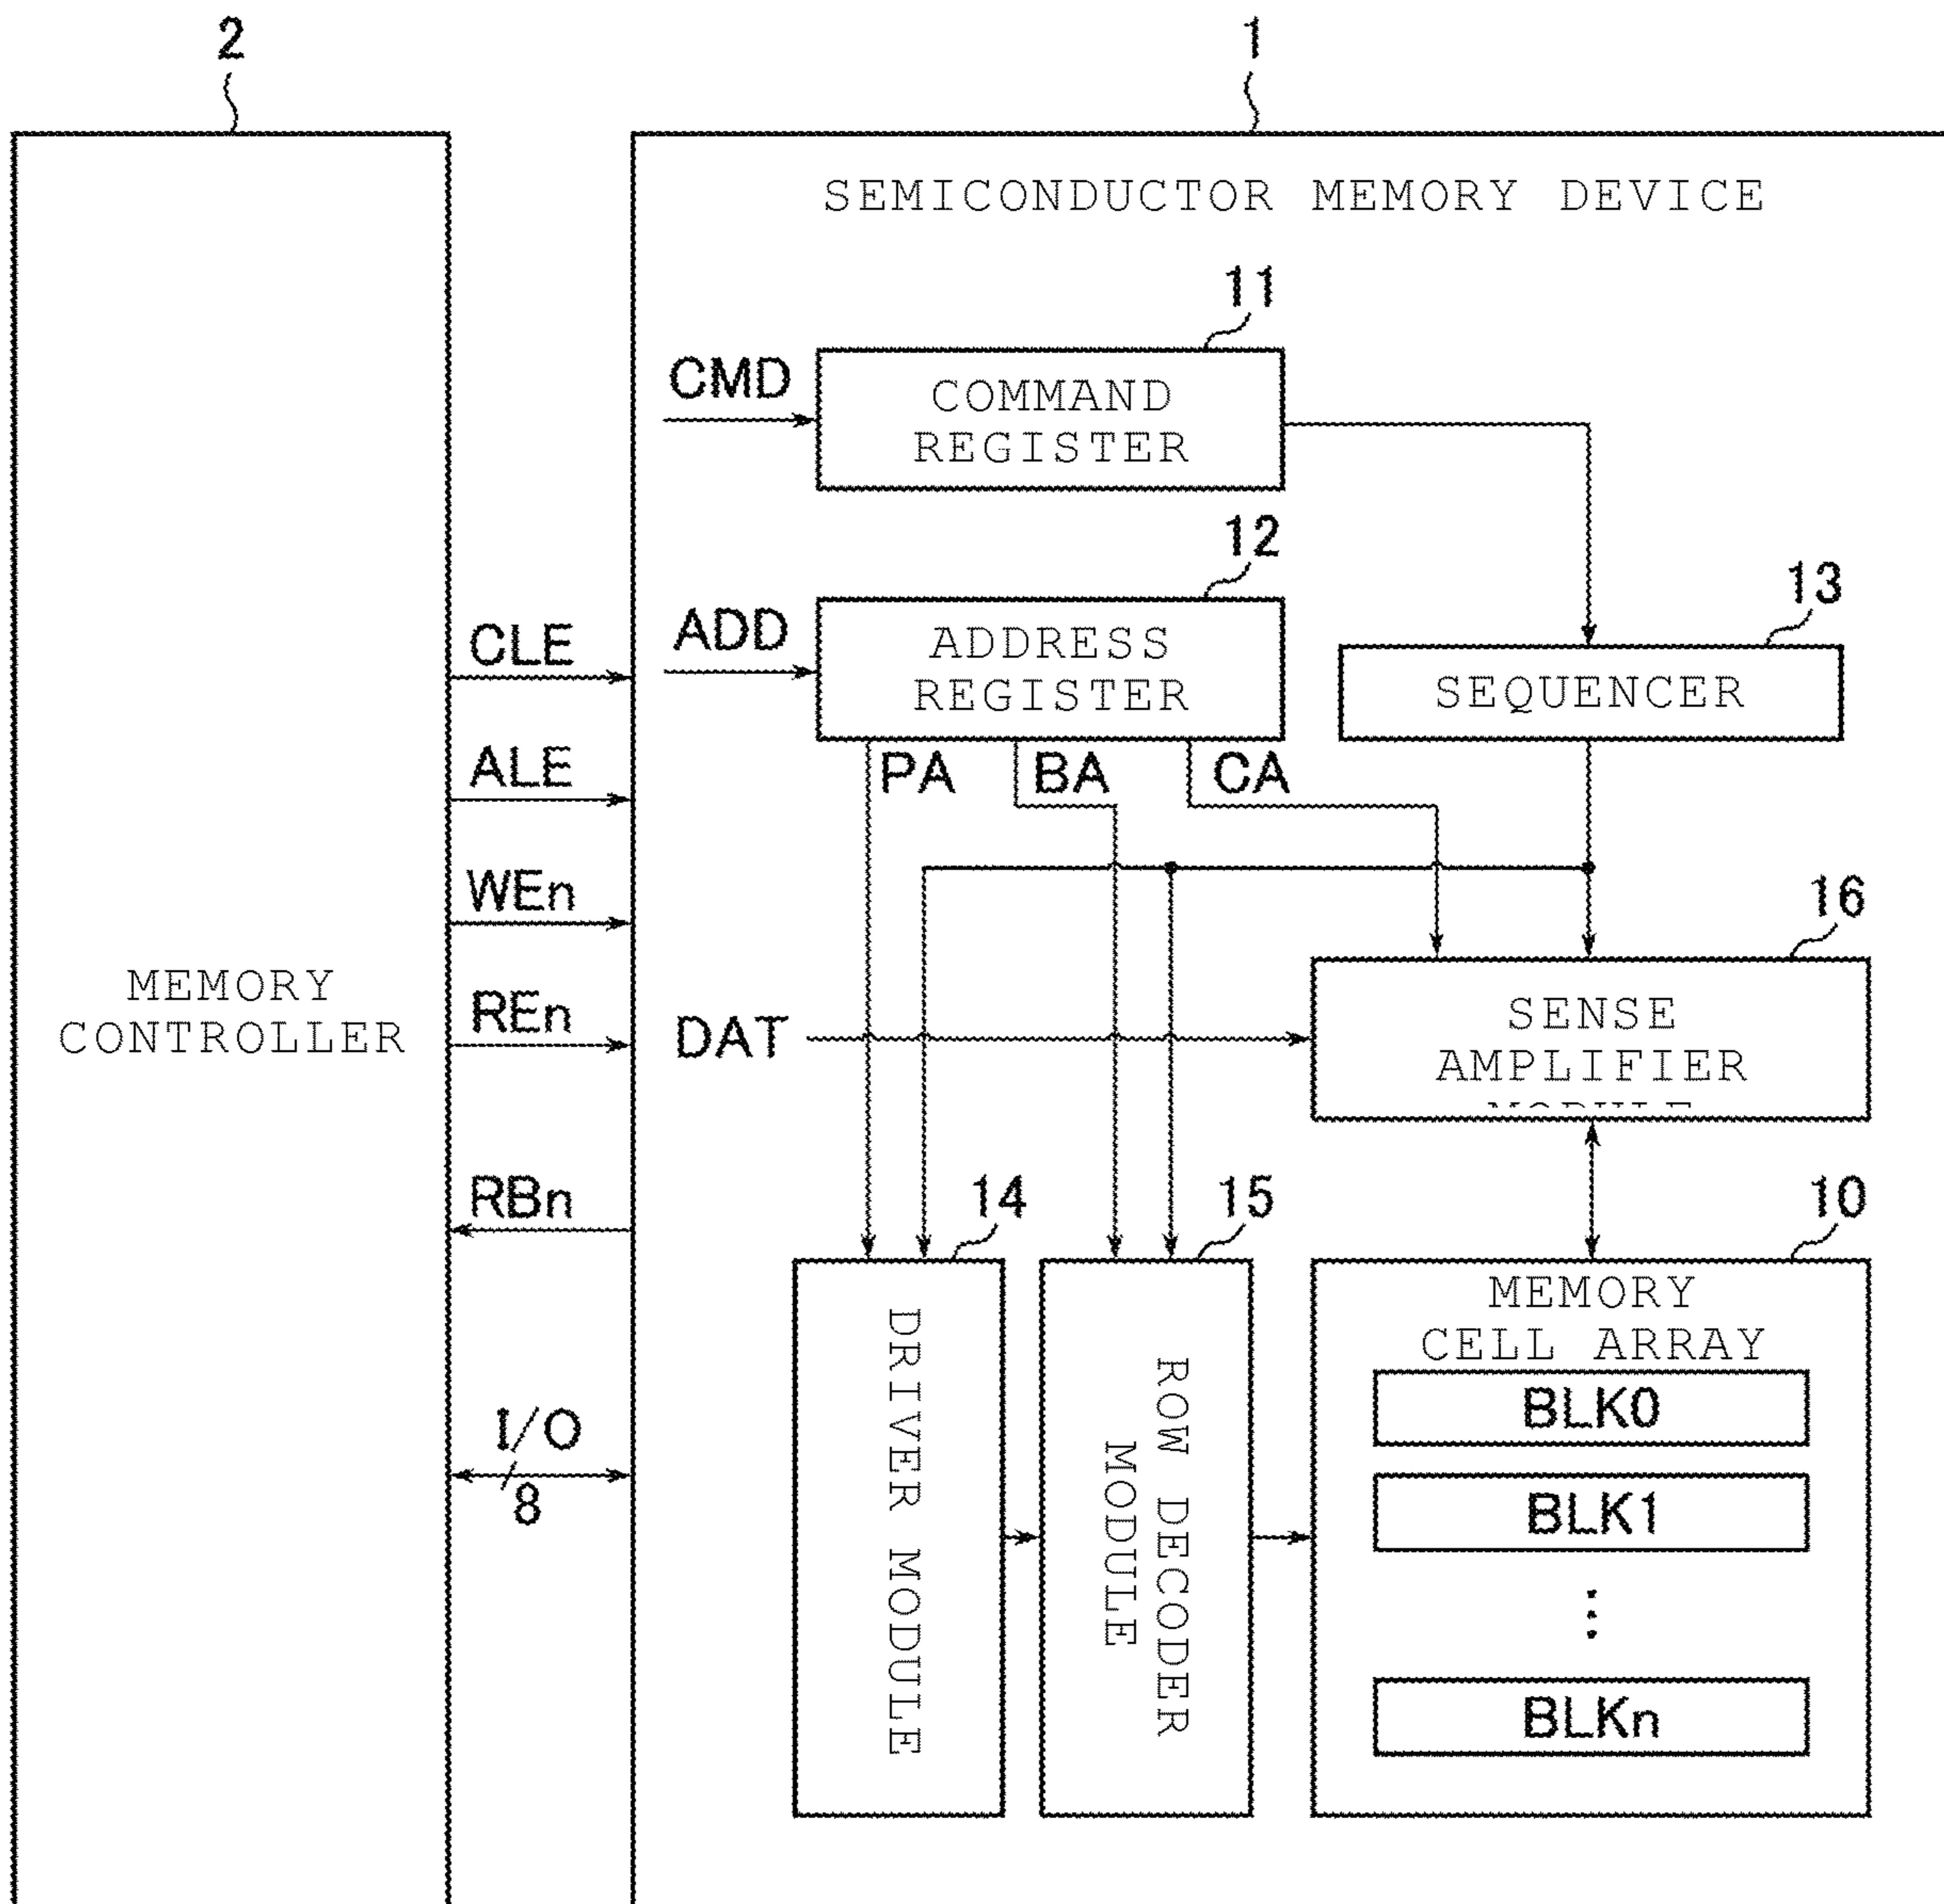 2
1
SEMICONDUCTOR MEMORY DEVICE
11
CMD
COMMAND
REGISTER
12
ADD
ADDRESS
REGISTER
13
SEQUENCER
CLE
ALE
WEn
REn
RBn
I/O
8
MEMORY
CONTROLLER
PA
BA
CA
16
DAT
SENSE
AMPLIFIER
14
DRIVER MODULE
15
ROW DECODER
MODULE
10
MEMORY
CELL ARRAY
BLK0
BLK1
⋮
BLKn